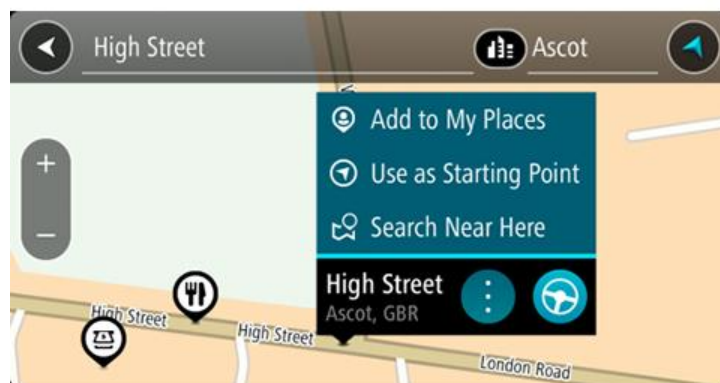 High Street
Ascot
Add to My Places
Use as Starting Point
Search Near Here
High Street
Ascot, GBR
High Street
High Street
London Road